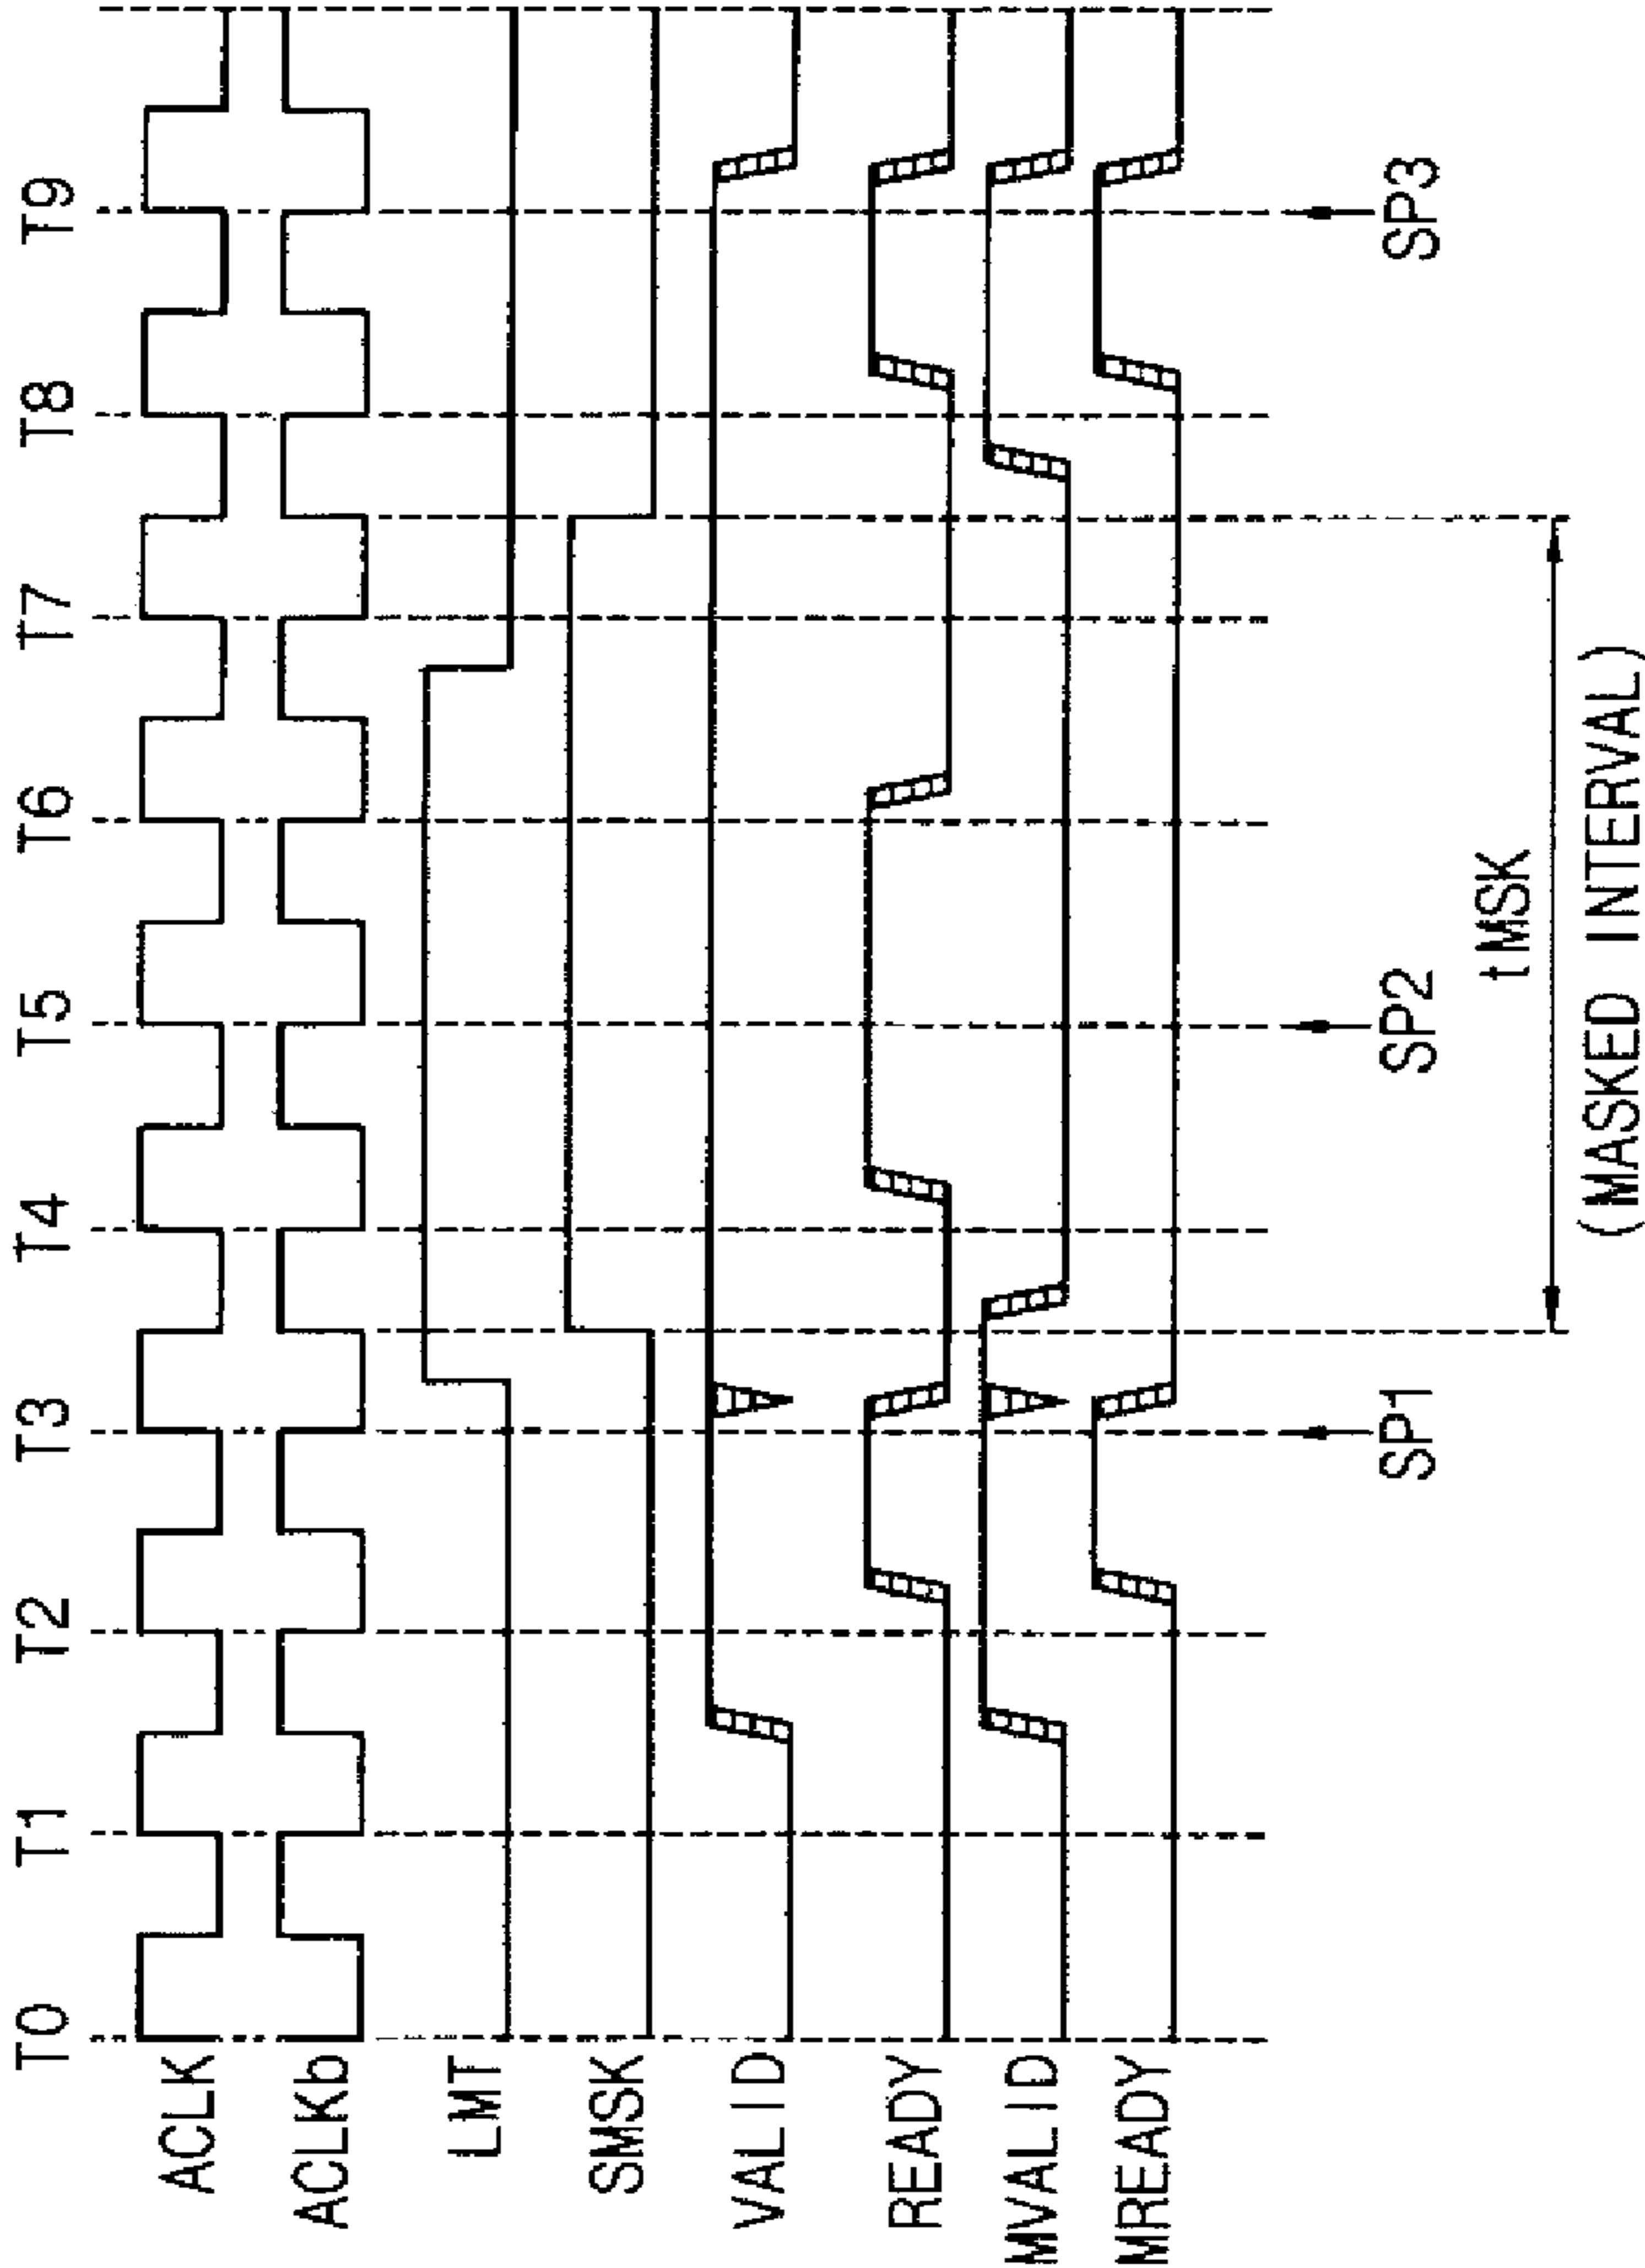 T0 T1 T2 T3 T4 T5 T6 T7 T8 T9
ACLK
ACLKb
LMT
SMSK
VALID
READY
MVALID
MREADY
SP1 SP2 SP3
tMSK
(MASKED INTERVAL)